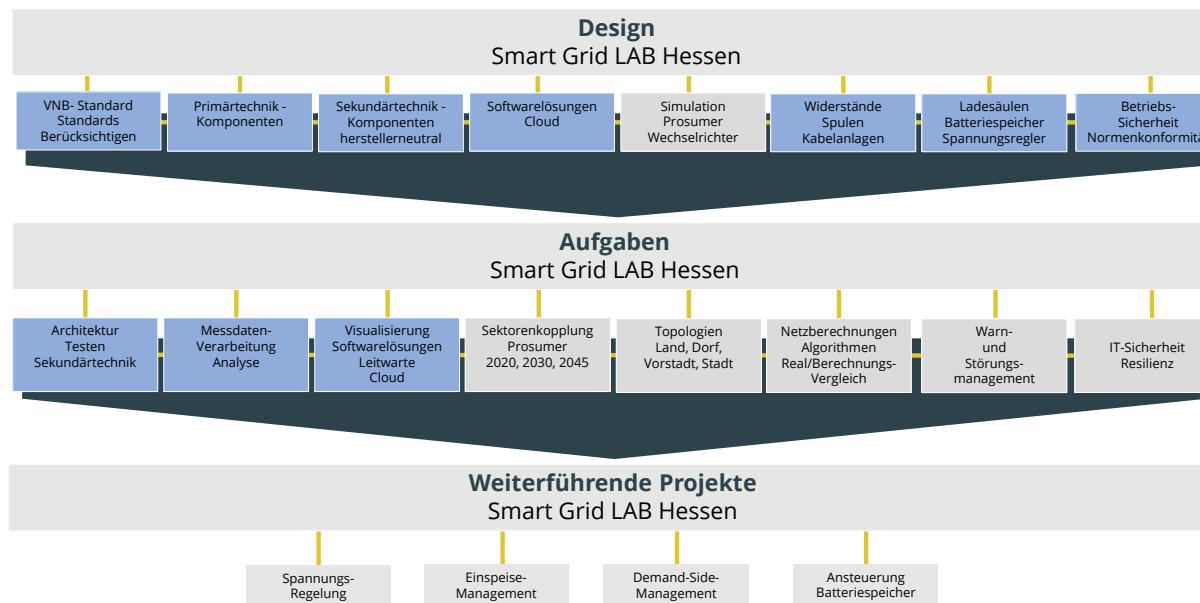 Design
Smart Grid LAB Hessen
VNB- Standard
Standards
Berücksichtigen
Primärtechnik -
Komponenten
Sekundärtechnik -
Komponenten
herstellerneutral
Softwarelösungen
Cloud
Simulation
Prosumer
Wechselrichter
Widerstände
Spulen
Kabelanlagen
Ladesäulen
Batteriespeicher
Spannungsregler
Betriebs-
Sicherheit
Normenkonformitä
Aufgaben
Smart Grid LAB Hessen
Architektur
Testen
Sekundärtechnik
Messdaten-
Verarbeitung
Analyse
Visualisierung
Softwarelösungen
Leitwarte
Cloud
Sektorenkopplung
Prosumer
2020, 2030, 2045
Topologien
Land, Dorf,
Vorstadt, Stadt
Netzberechnungen
Algorithmen
Real/Berechnungs-
Vergleich
Warn-
und
Störungs-
management
IT-Sicherheit
Resilienz
Weiterführende Projekte
Smart Grid LAB Hessen
Spannungs-
Regelung
Einspeise-
Management
Demand-Side-
Management
Ansteuerung
Batteriespeicher